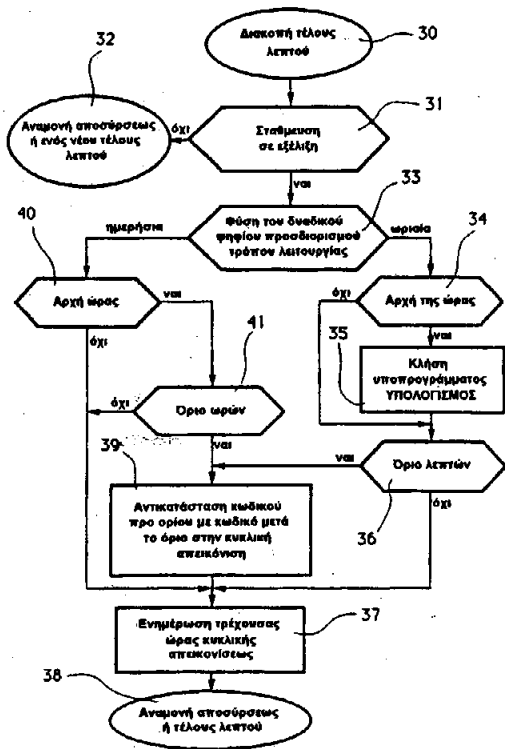 Διακοπή τέλους
λεπτού
30
32
Αναμονή αποσύρσεως
ή ενός νέου τέλους
λεπτού
όχι
Στάθμευση
σε εξέλιξη
31
ναι
33
Φύση του δυαδικού
ψηφίου προσδιορισμού
τρόπου λειτουργίας
ημερήσια
ωριαία
40
34
Αρχή ώρας
ναι
όχι
όχι
Αρχή της ώρας
ναι
35
Κλήση
υποπρογράμματος
ΥΠΟΛΟΓΙΣΜΟΣ
41
όχι
Όριο ωρών
ναι
39
ναι
Όριο λεπτών
36
όχι
Αντικατάσταση κωδικού
προ ορίου με κωδικό μετά
το όριο στην κυκλική
απεικόνιση
Ενημέρωση τρέχουσας
ώρας κυκλικής
απεικονίσεως
37
38
Αναμονή αποσύρσεως
ή τέλους λεπτού